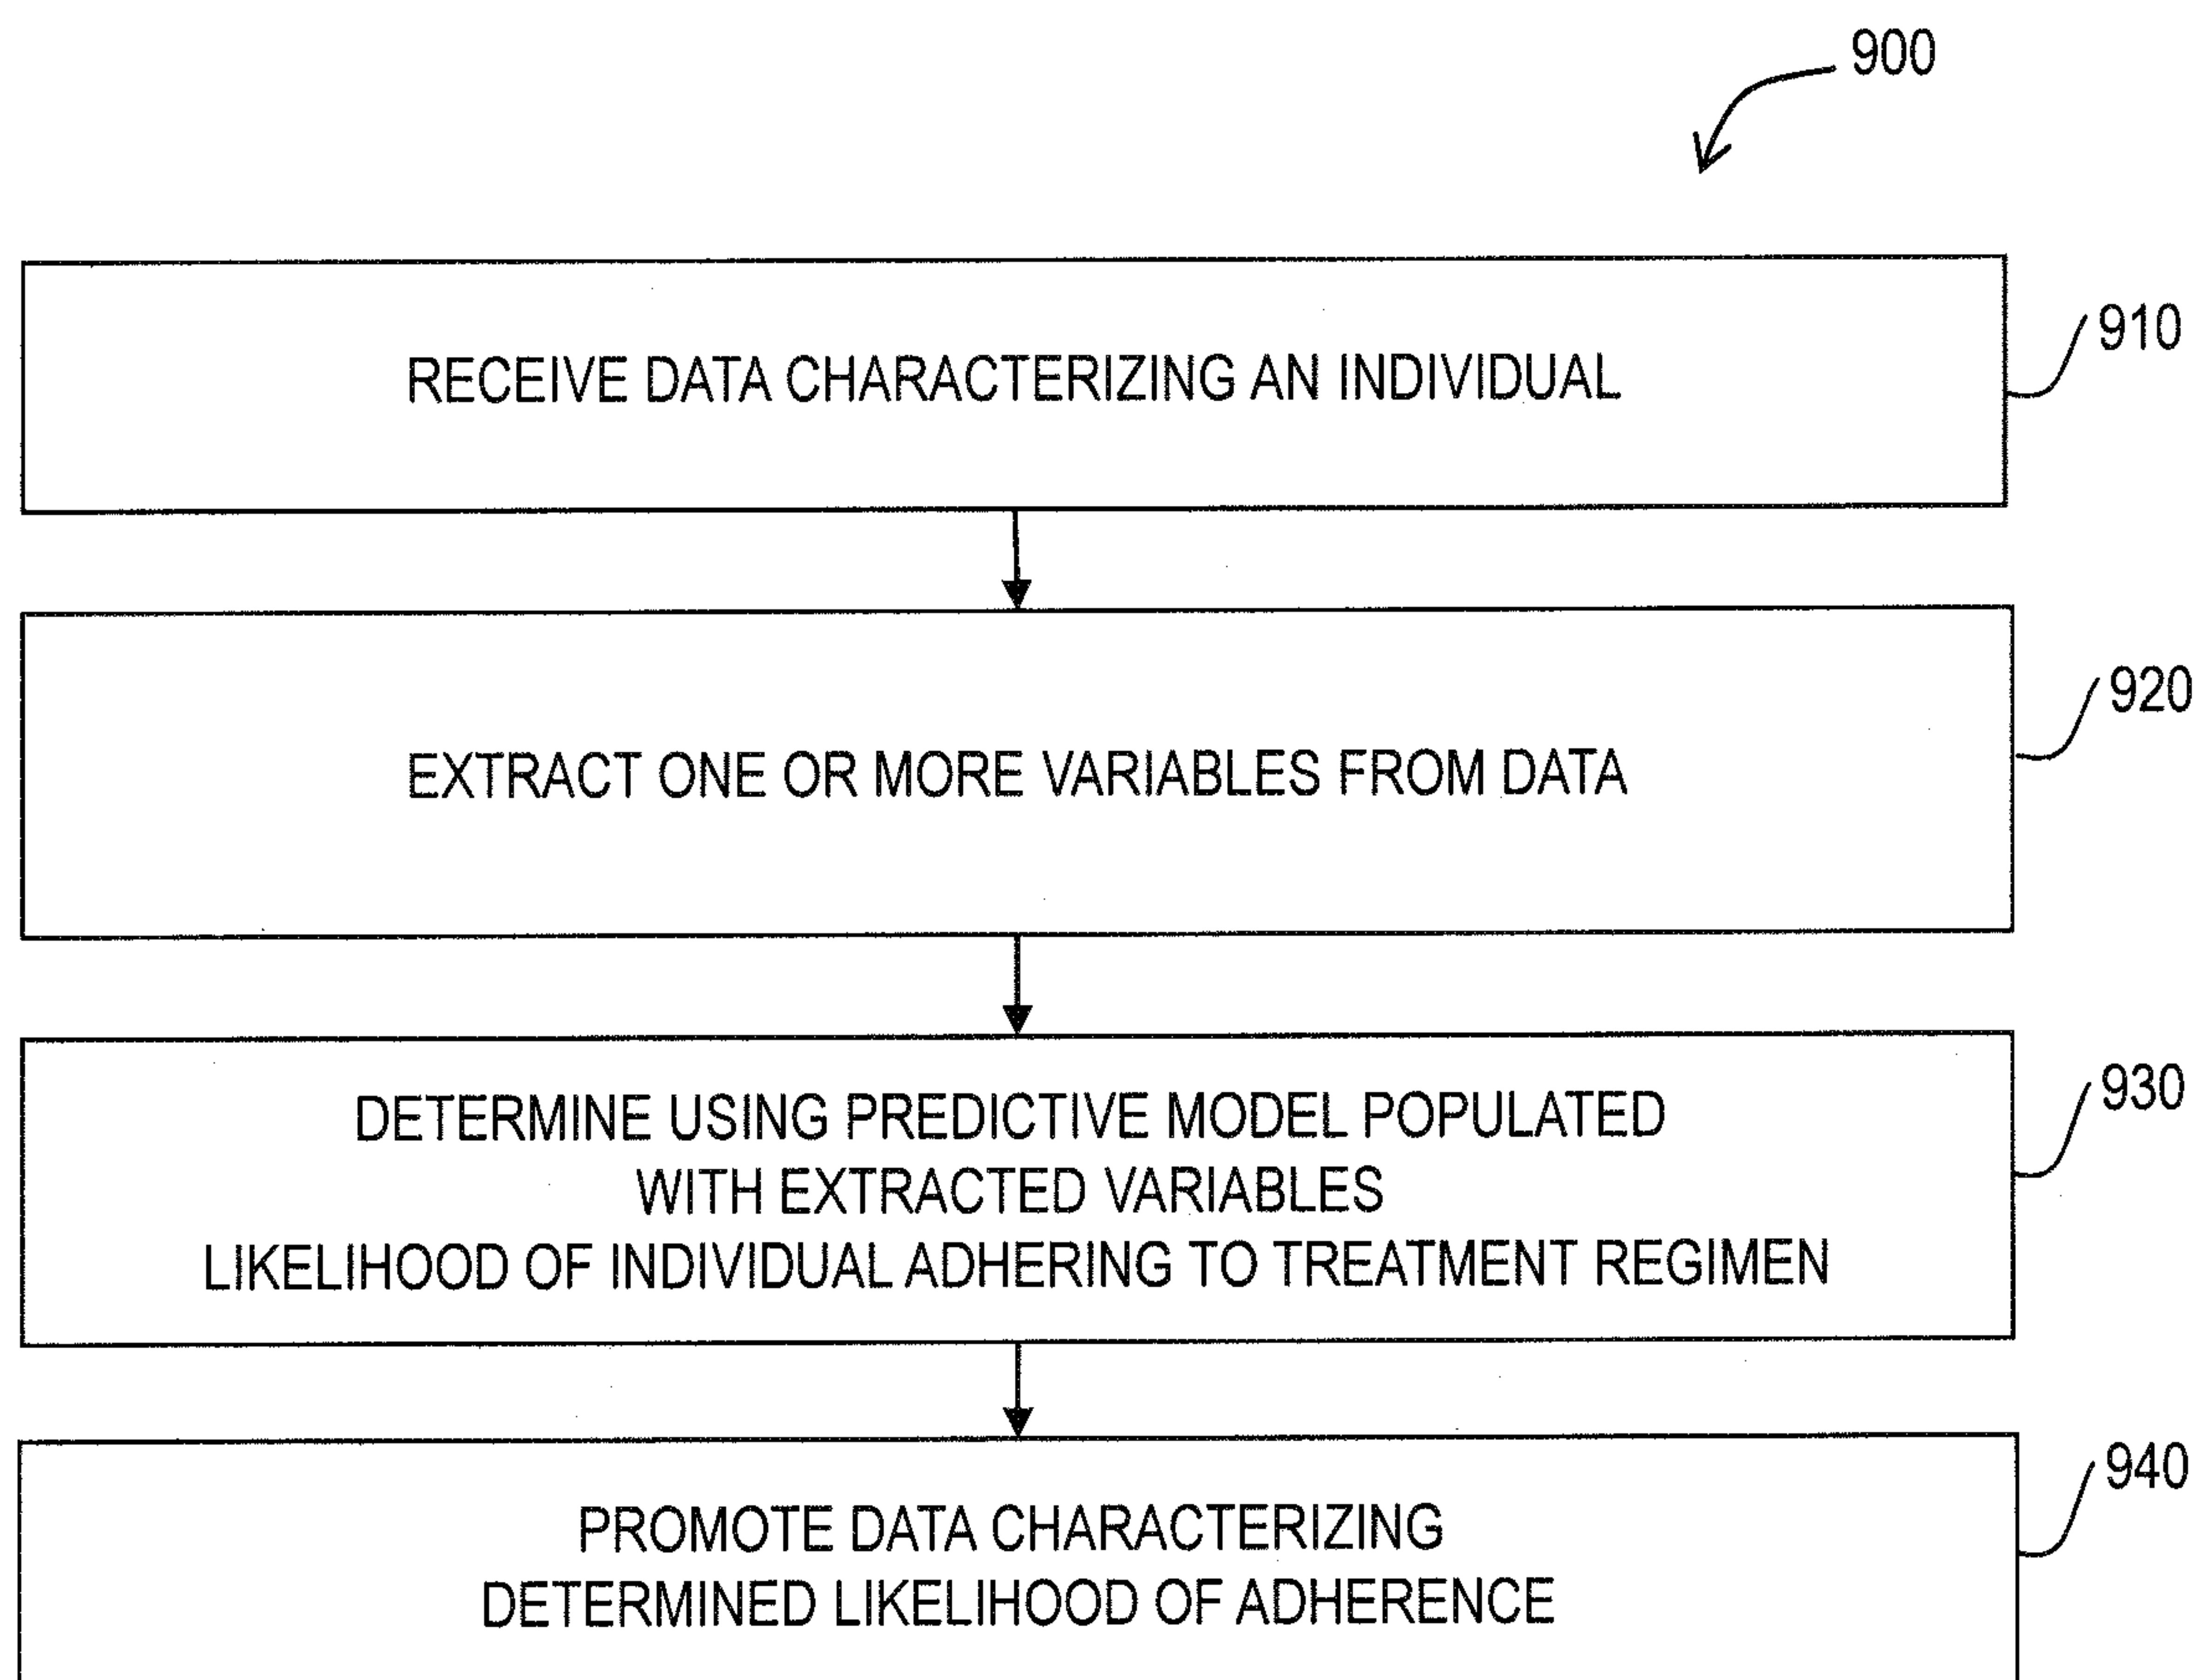 900
RECEIVE DATA CHARACTERIZING AN INDIVIDUAL
910
EXTRACT ONE OR MORE VARIABLES FROM DATA
920
DETERMINE USING PREDICTIVE MODEL POPULATED
WITH EXTRACTED VARIABLES
LIKELIHOOD OF INDIVIDUAL ADHERING TO TREATMENT REGIMEN
930
PROMOTE DATA CHARACTERIZING
DETERMINED LIKELIHOOD OF ADHERENCE
940